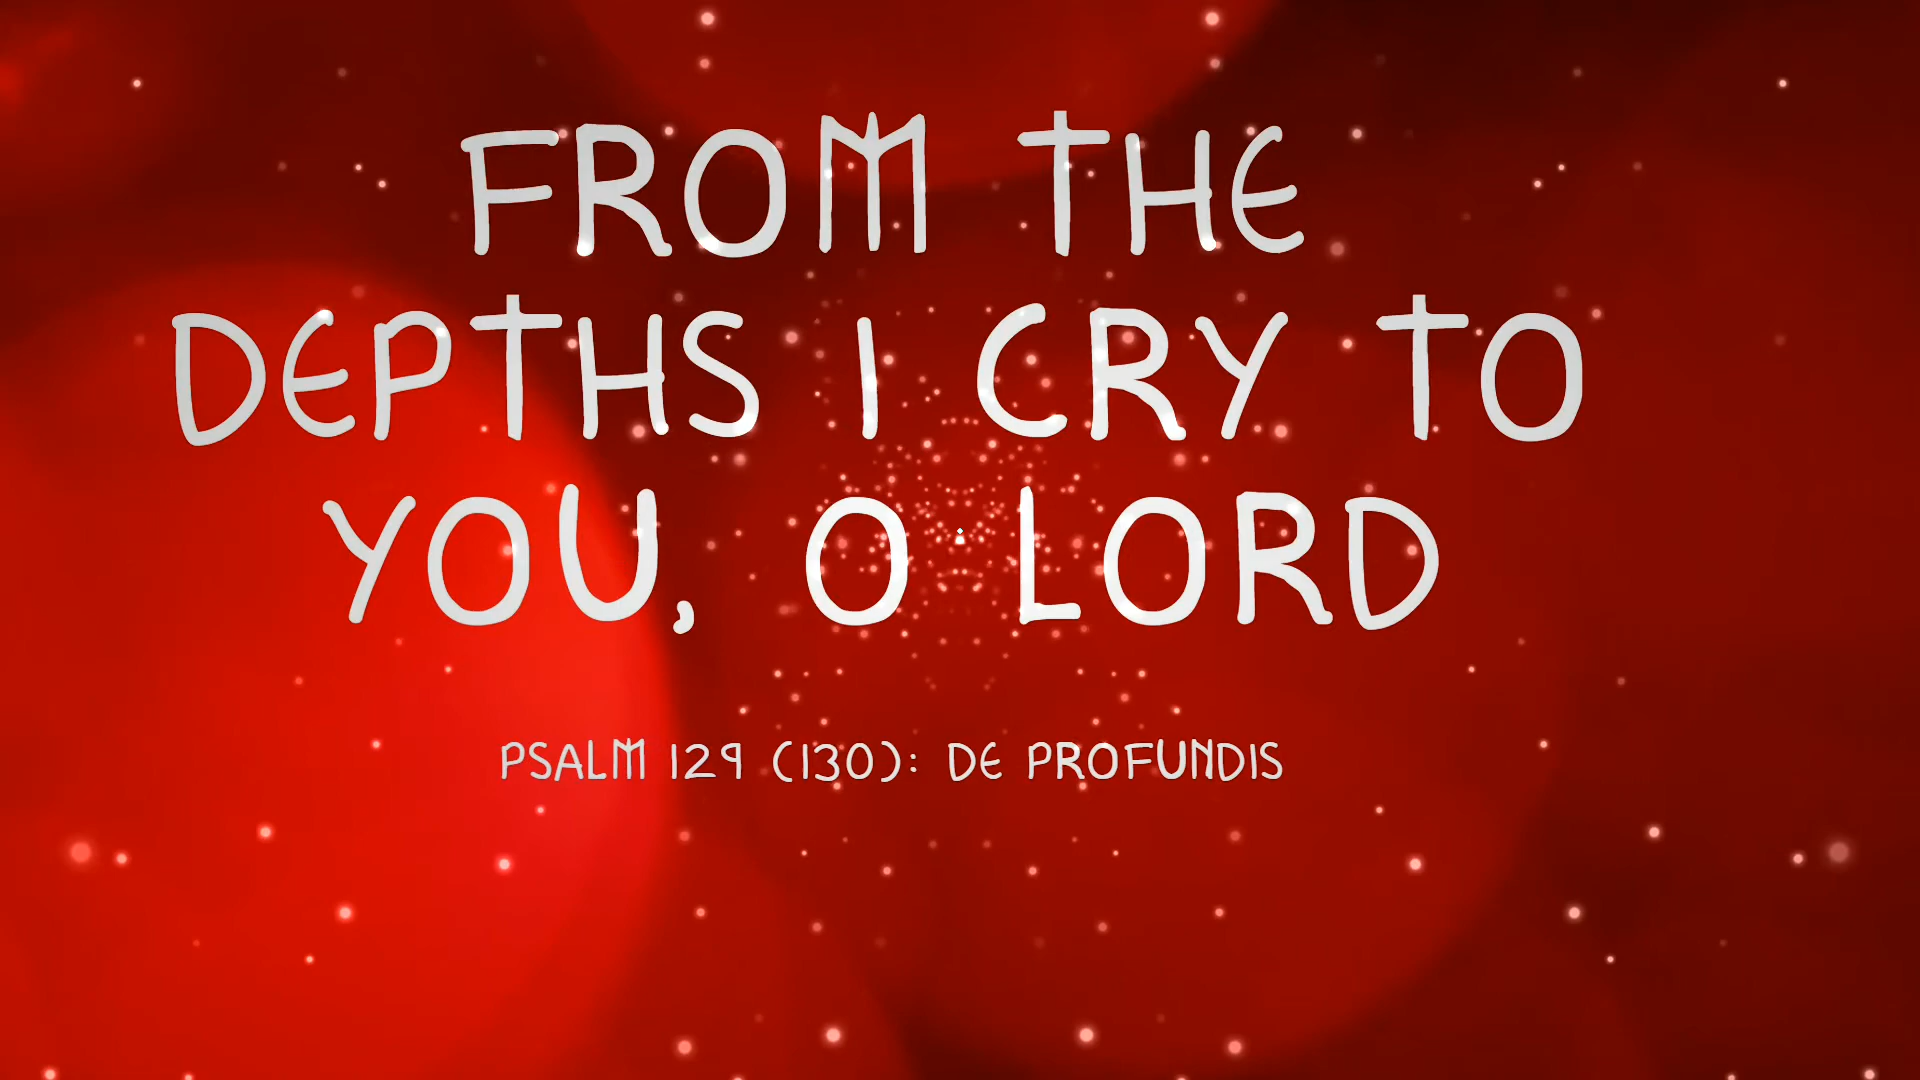 FROM THE
DEPTHS I CRY TO
YOU, O LORD
PSALM 129 (130): DE PROFUNDIS